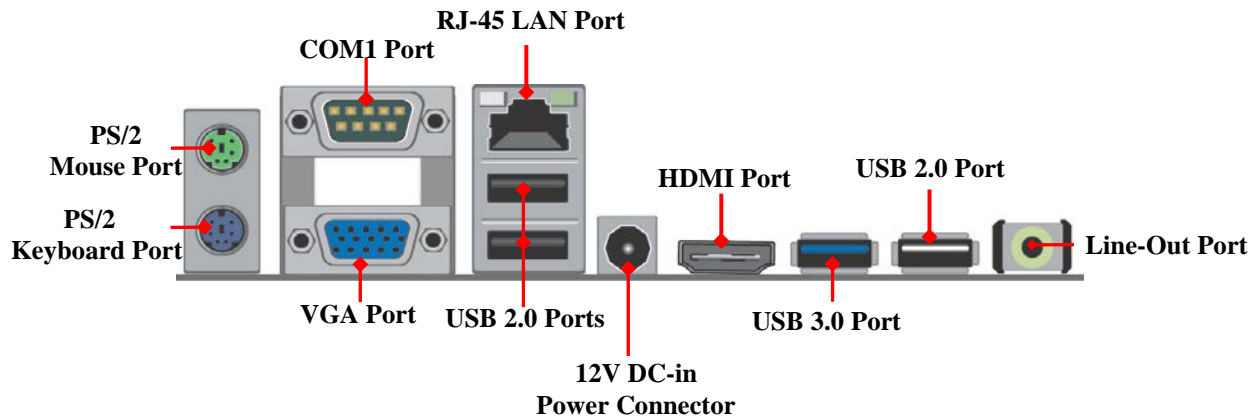 RJ-45 LAN Port
COM1 Port
PS/2
Mouse Port
HDMI Port
USB 2.0 Port
PS/2
Keyboard Port
Line-Out Port
VGA Port
USB 2.0 Ports
USB 3.0 Port
12V DC-in
Power Connector